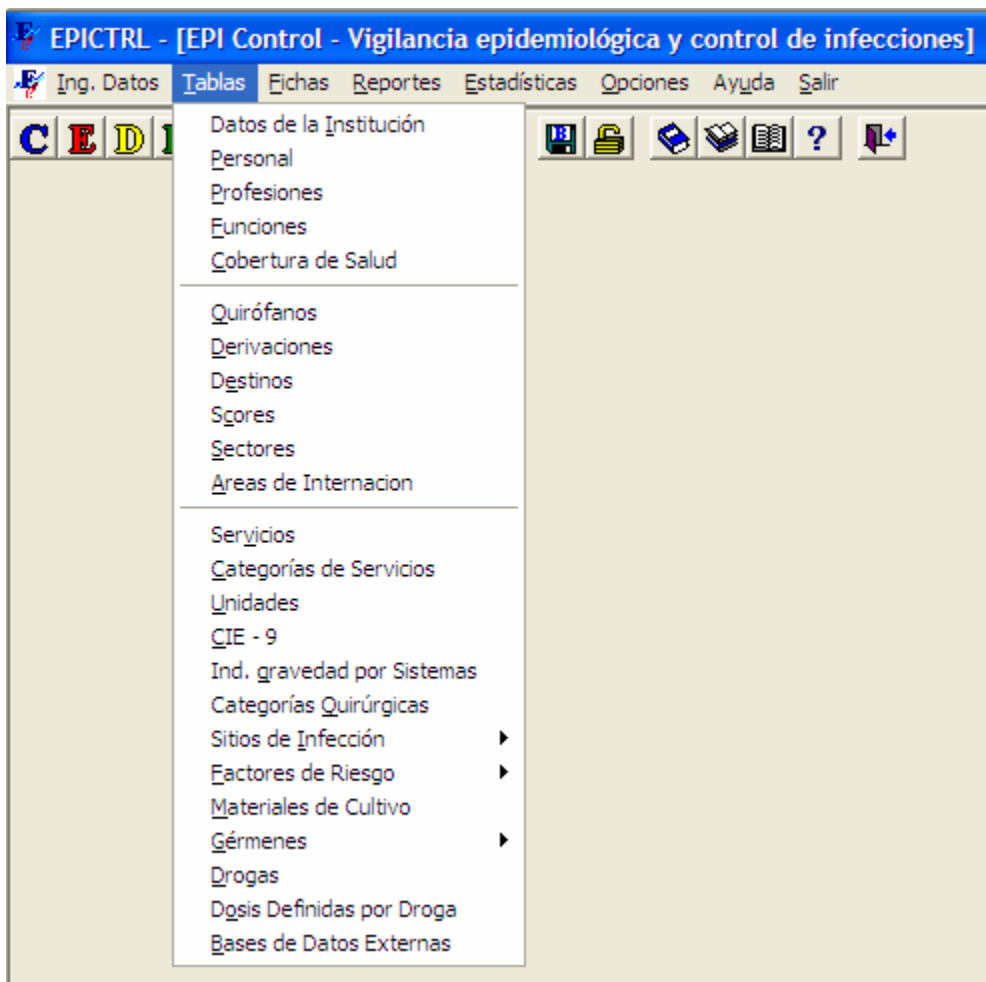 EPICTRL - [EPI Control - Vigilancia epidemiológica y control de infecciones]
Ing. Datos Tablas Fichas Reportes Estadísticas Opciones Ayuda Salir
C E D ?
Datos de la Institución
Personal
Profesiones
Funciones
Cobertura de Salud
Quirófanos
Derivaciones
Destinos
Scores
Sectores
Areas de Internacion
Servicios
Categorías de Servicios
Unidades
CIE - 9
Ind. gravedad por Sistemas
Categorías Quirúrgicas
Sitios de Infección
Factores de Riesgo
Materiales de Cultivo
Gérmenes
Drogas
Dosis Definidas por Droga
Bases de Datos Externas